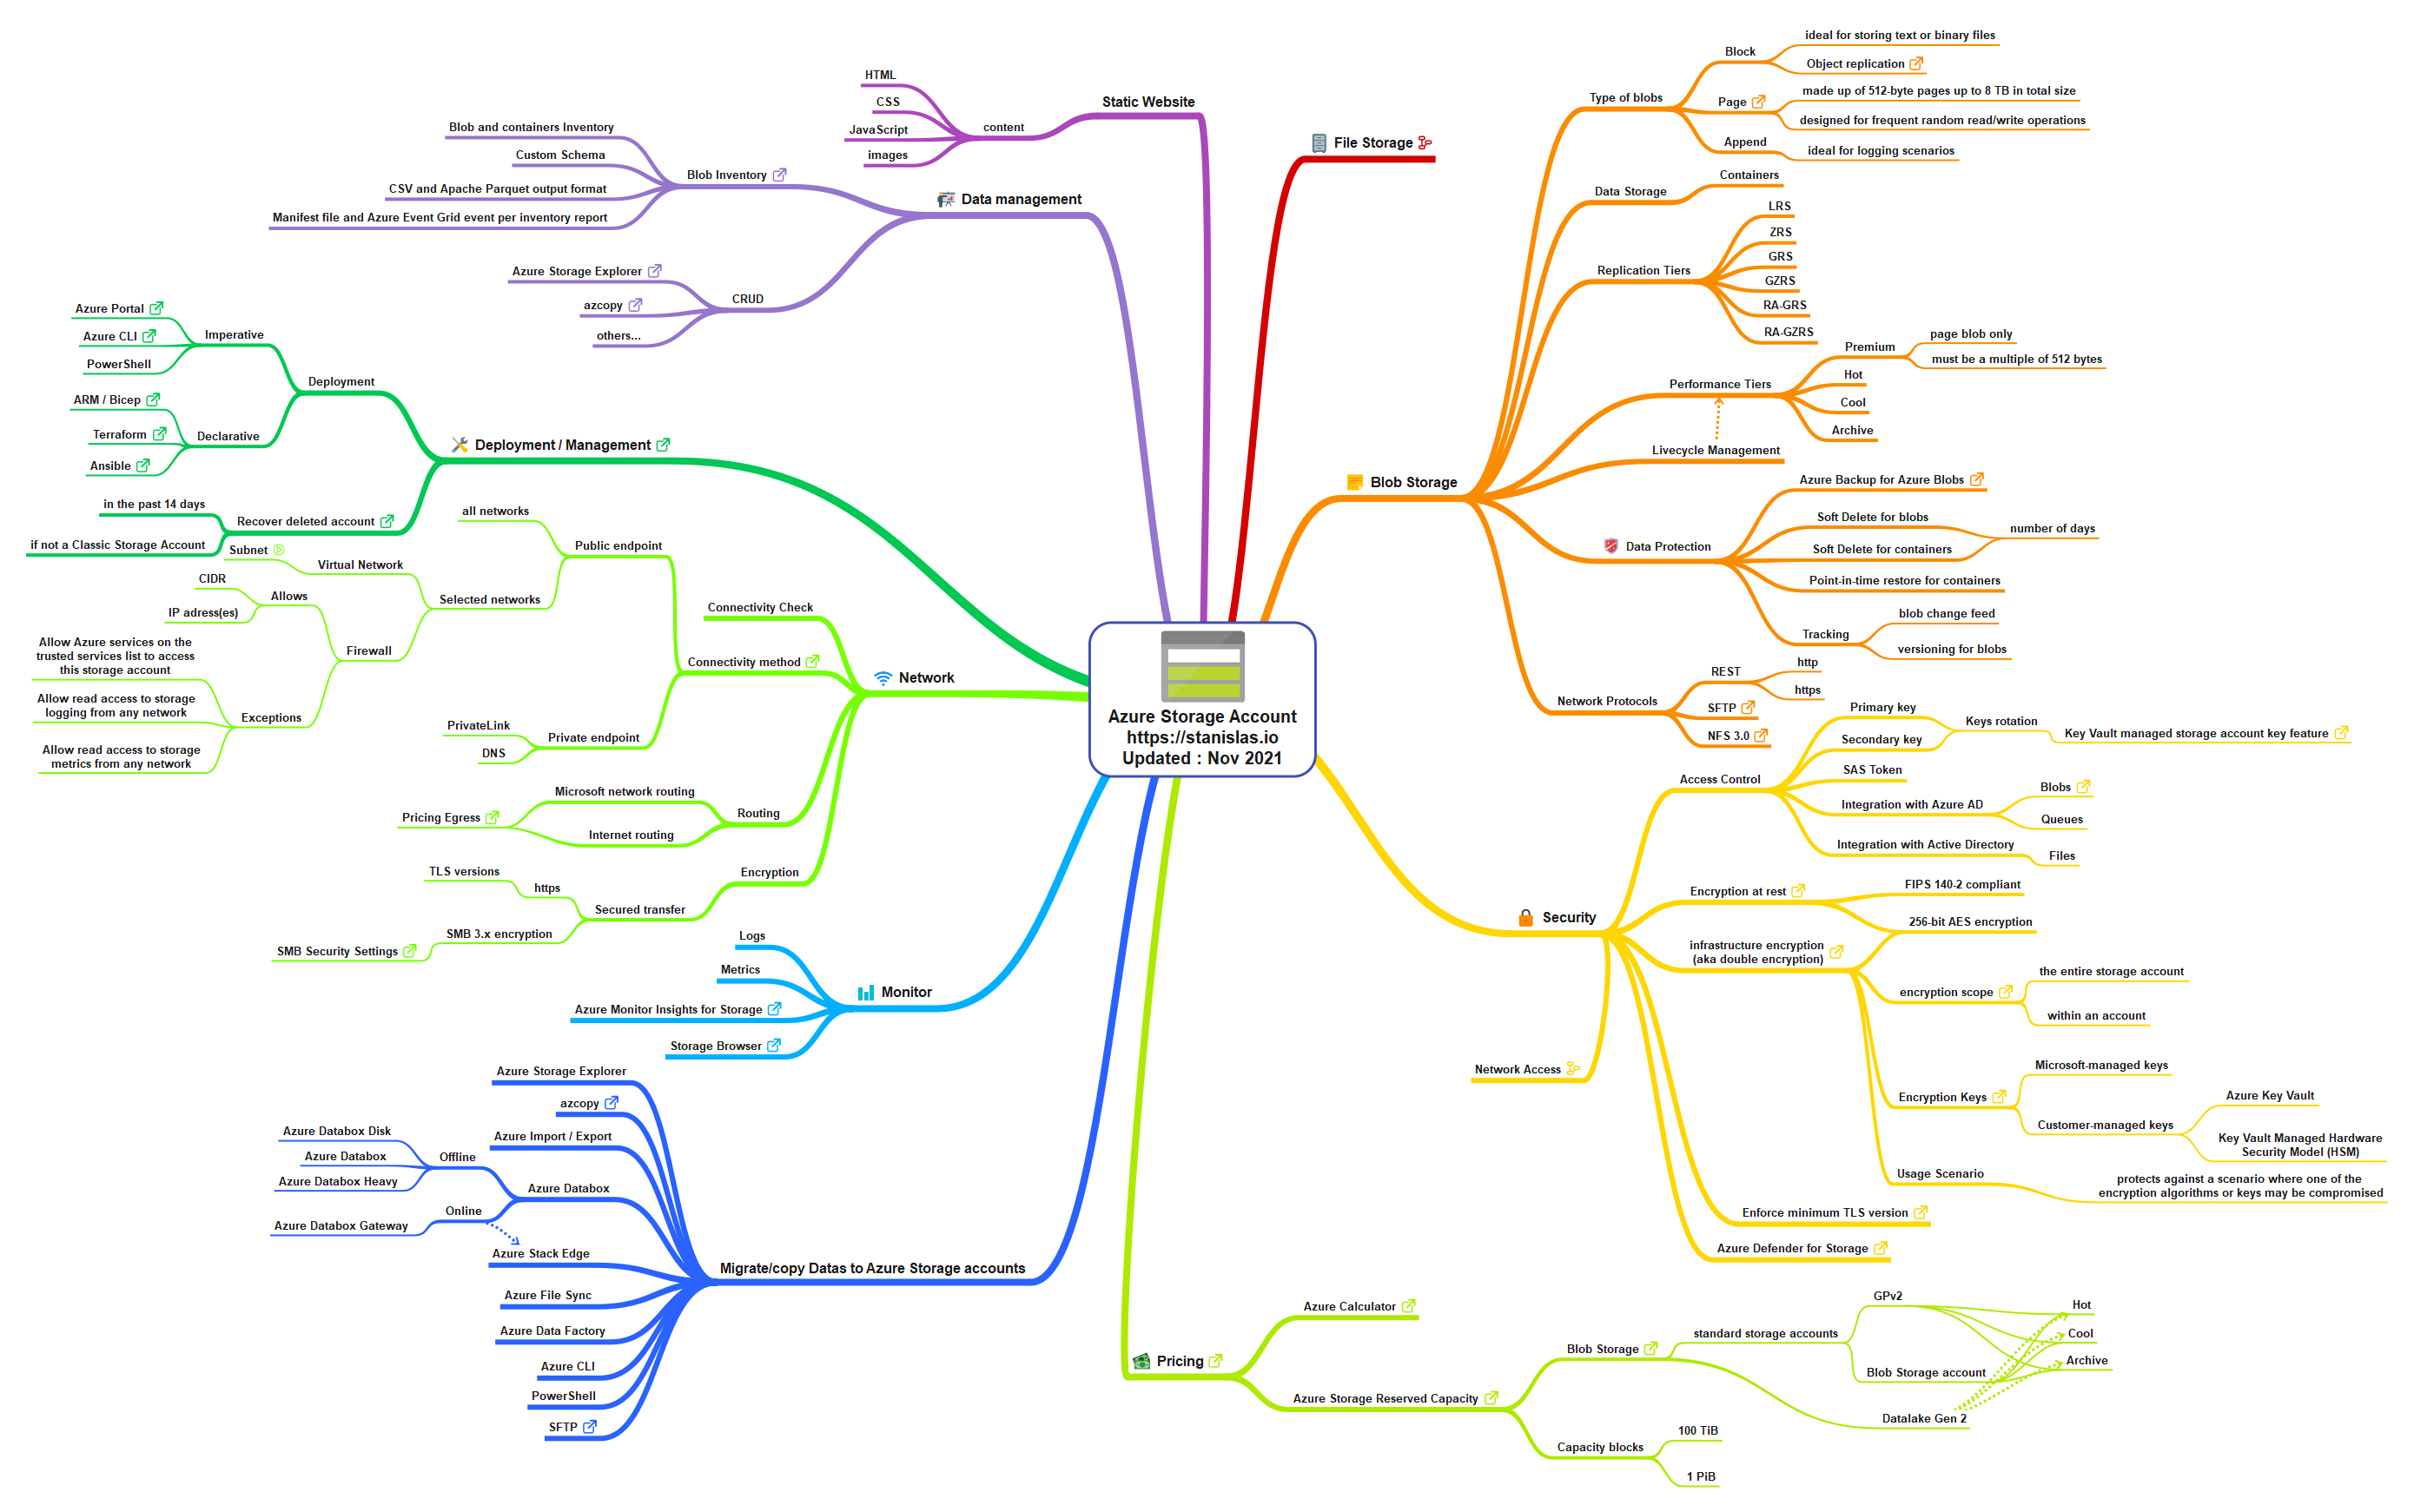 Azure Storage Account
https://stanislas.io
Updated : Nov 2021
Static Website
content
HTML
CSS
JavaScript
images
Data management
Blob Inventory
Blob and containers Inventory
Custom Schema
CSV and Apache Parquet output format
Manifest file and Azure Event Grid event per inventory report
CRUD
Azure Storage Explorer
azcopy
others...
Deployment / Management
Deployment
Imperative
Azure Portal
Azure CLI
PowerShell
Declarative
ARM / Bicep
Terraform
Ansible
Recover deleted account
in the past 14 days
if not a Classic Storage Account
Network
Connectivity Check
Connectivity method
Public endpoint
all networks
Selected networks
Virtual Network
Subnet
Firewall
Allows
CIDR
IP adress(es)
Exceptions
Allow Azure services on the
trusted services list to access
this storage account
Allow read access to storage
logging from any network
Allow read access to storage
metrics from any network
Private endpoint
PrivateLink
DNS
Routing
Microsoft network routing
Internet routing
Pricing Egress
Encryption
Secured transfer
https
TLS versions
SMB 3.x encryption
SMB Security Settings
Monitor
Logs
Metrics
Azure Monitor Insights for Storage
Storage Browser
Migrate/copy Datas to Azure Storage accounts
Azure Storage Explorer
azcopy
Azure Import / Export
Azure Databox
Offline
Azure Databox Disk
Azure Databox
Azure Databox Heavy
Online
Azure Databox Gateway
Azure Stack Edge
Azure File Sync
Azure Data Factory
Azure CLI
PowerShell
SFTP
File Storage
Blob Storage
Type of blobs
Block
ideal for storing text or binary files
Object replication
Page
made up of 512-byte pages up to 8 TB in total size
designed for frequent random read/write operations
Append
ideal for logging scenarios
Data Storage
Containers
Replication Tiers
LRS
ZRS
GRS
GZRS
RA-GRS
RA-GZRS
Performance Tiers
Premium
page blob only
must be a multiple of 512 bytes
Hot
Cool
Archive
Livecycle Management
Data Protection
Azure Backup for Azure Blobs
Soft Delete for blobs
Soft Delete for containers
number of days
Point-in-time restore for containers
Tracking
blob change feed
versioning for blobs
Network Protocols
REST
http
https
SFTP
NFS 3.0
Security
Access Control
Primary key
Secondary key
Keys rotation
Key Vault managed storage account key feature
SAS Token
Integration with Azure AD
Blobs
Queues
Integration with Active Directory
Files
Encryption at rest
FIPS 140-2 compliant
256-bit AES encryption
infrastructure encryption
(aka double encryption)
encryption scope
the entire storage account
within an account
Encryption Keys
Microsoft-managed keys
Customer-managed keys
Azure Key Vault
Key Vault Managed Hardware
Security Model (HSM)
Usage Scenario
protects against a scenario where one of the
encryption algorithms or keys may be compromised
Network Access
Enforce minimum TLS version
Azure Defender for Storage
Pricing
Azure Calculator
Azure Storage Reserved Capacity
Blob Storage
standard storage accounts
GPv2
Blob Storage account
Hot
Cool
Archive
Datalake Gen 2
Capacity blocks
100 TiB
1 PiB